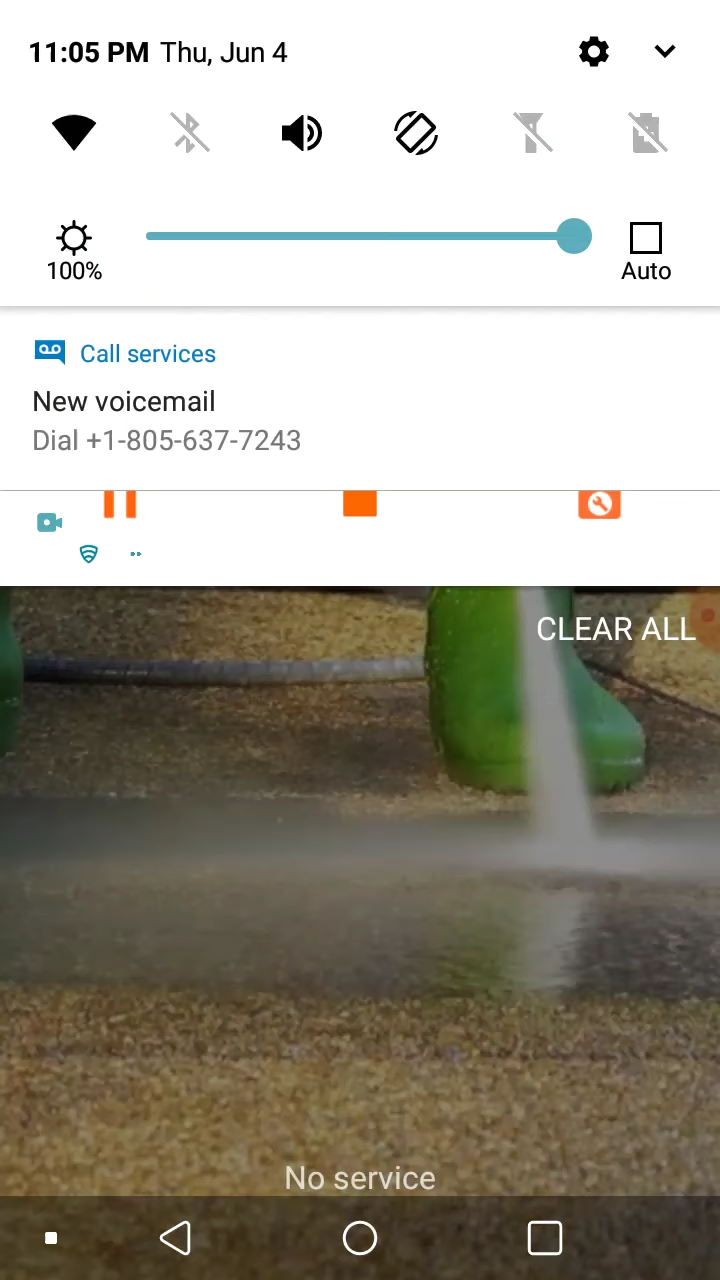 11:05 PM Thu, Jun 4
100%
Auto
Call services
New voicemail
Dial +1-805-637-7243
CLEAR ALL
No service